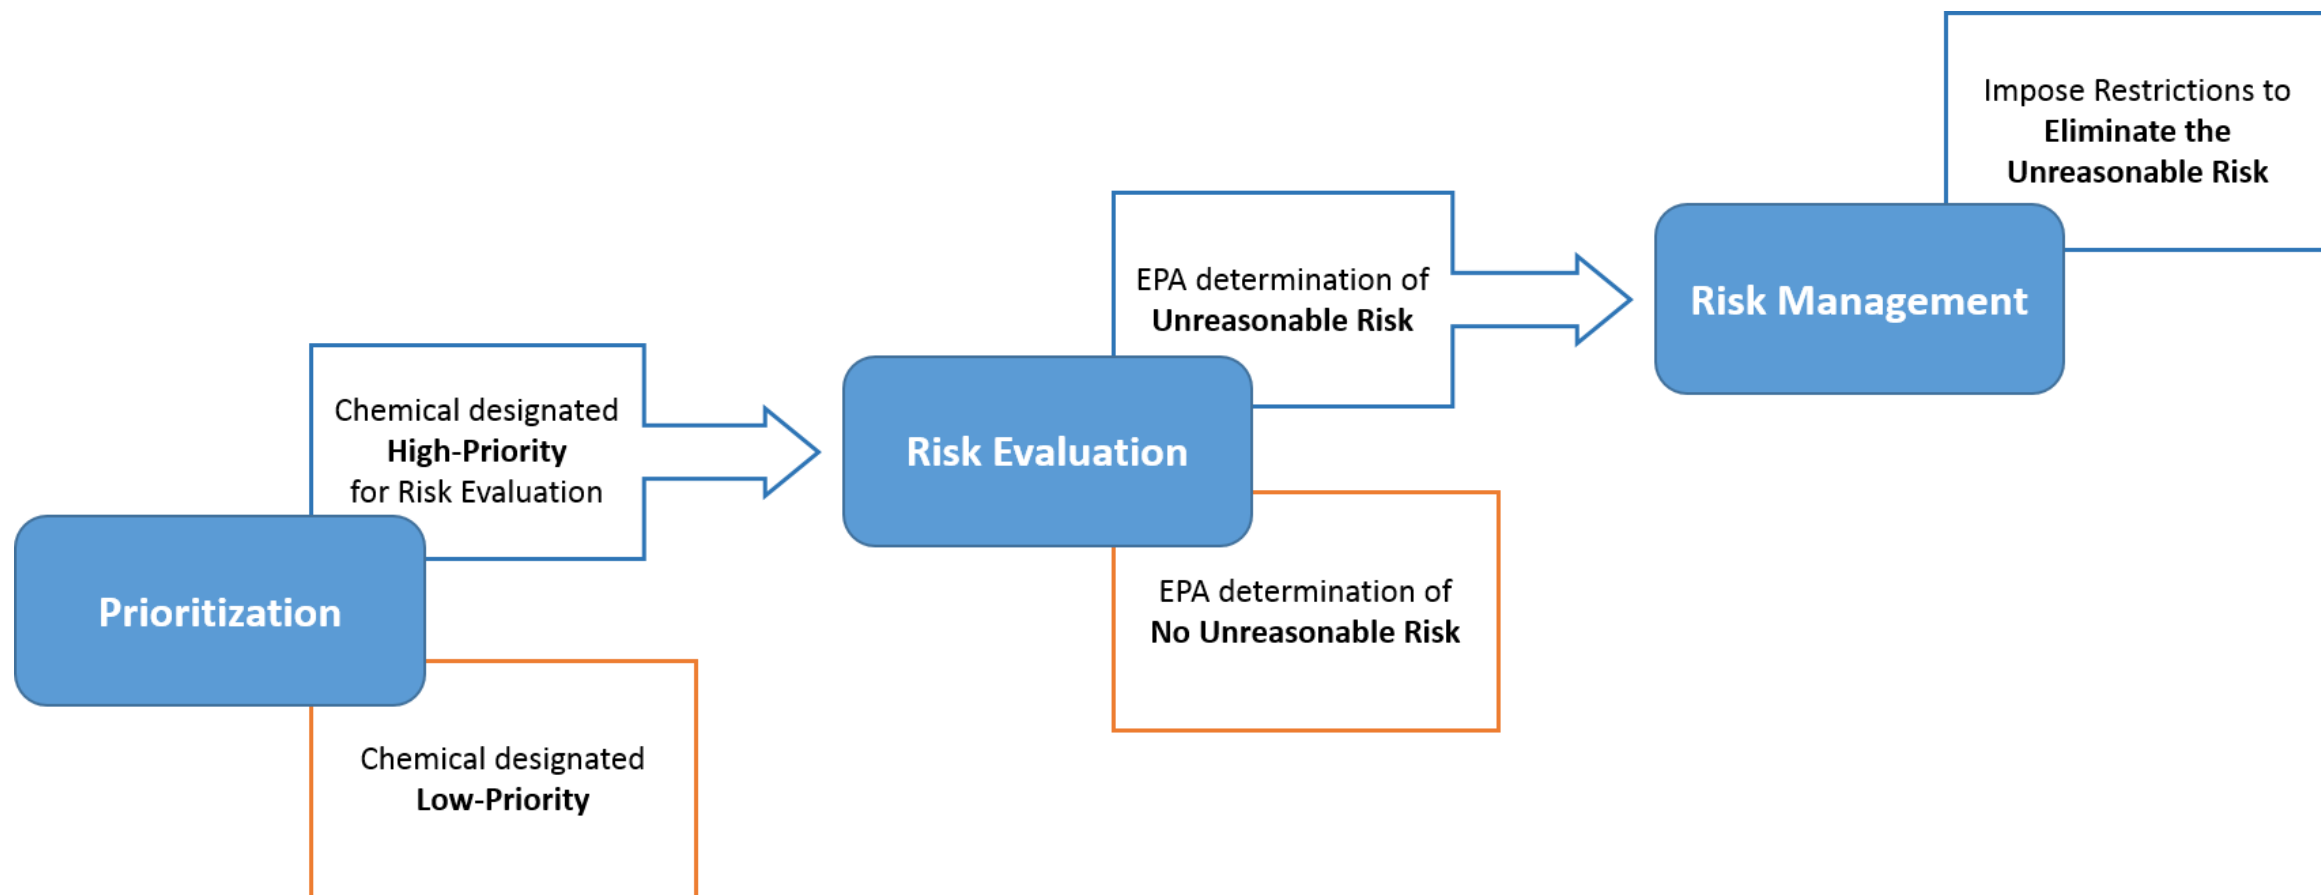 Impose Restrictions to
Eliminate the
Unreasonable Risk
Risk Management
EPA determination of
Unreasonable Risk
Risk Evaluation
EPA determination of
No Unreasonable Risk
Chemical designated
High-Priority
for Risk Evaluation
Prioritization
Chemical designated
Low-Priority